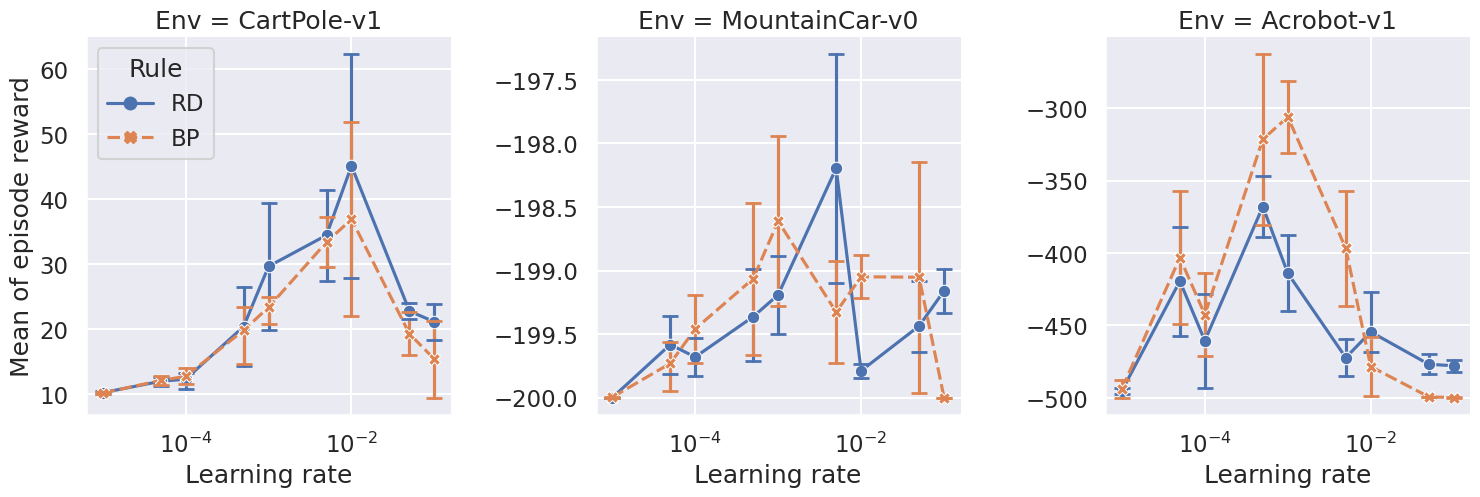 Env = CartPole-v1
Mean of episode reward
60
50
40
30
20
10
Rule
RD
BP
10⁻⁴
10⁻²
Learning rate
Env = MountainCar-v0
−197.5
−198.0
−198.5
−199.0
−199.5
−200.0
10⁻⁴
10⁻²
Learning rate
Env = Acrobot-v1
−300
−350
−400
−450
−500
10⁻⁴
10⁻²
Learning rate